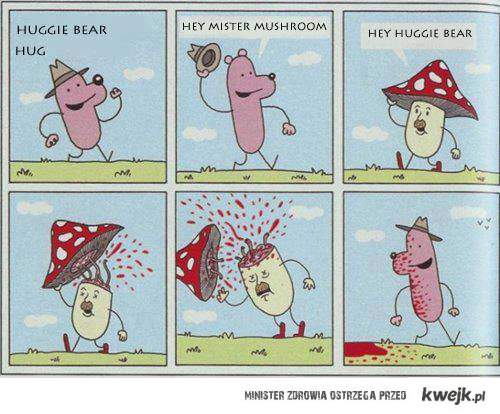 HUGGIE BEAR
HUG
HEY MISTER MUSHROOM
HEY HUGGIE BEAR
MINISTER ZDROWIA OSTRZEGA PRZED kwejk.pl